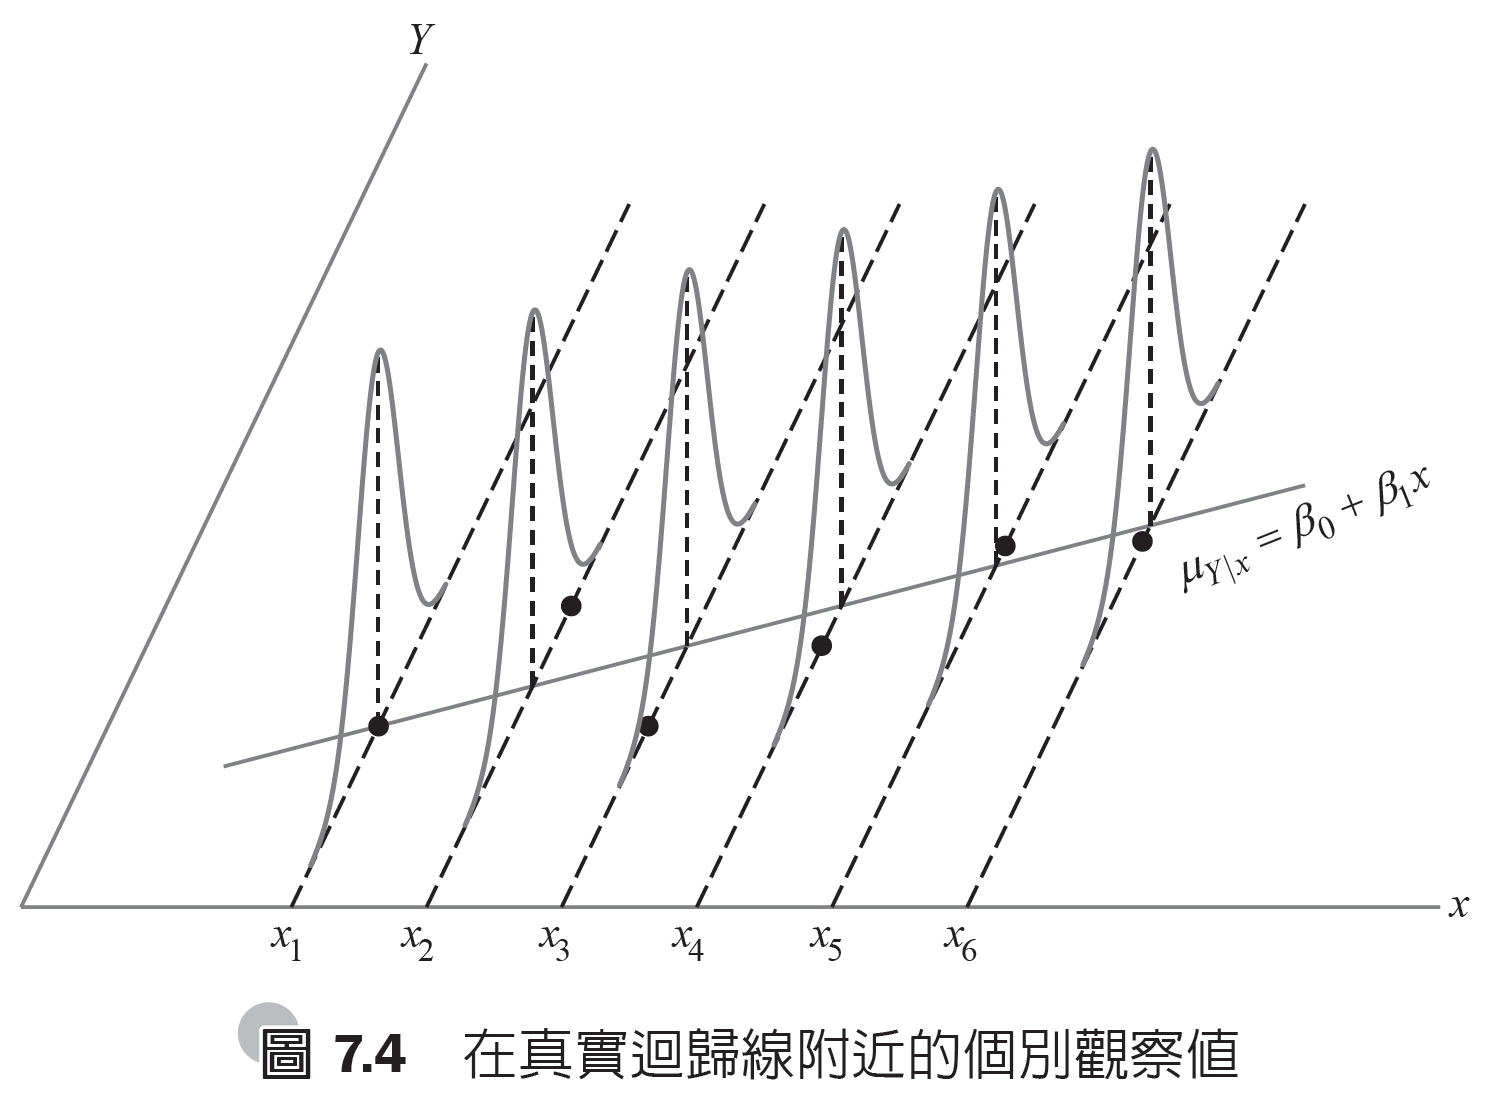 Y
μ_{Y|x} = β₀ + β₁x
x
x₁ x₂ x₃ x₄ x₅ x₆
圖 7.4 在真實迴歸線附近的個別觀察值